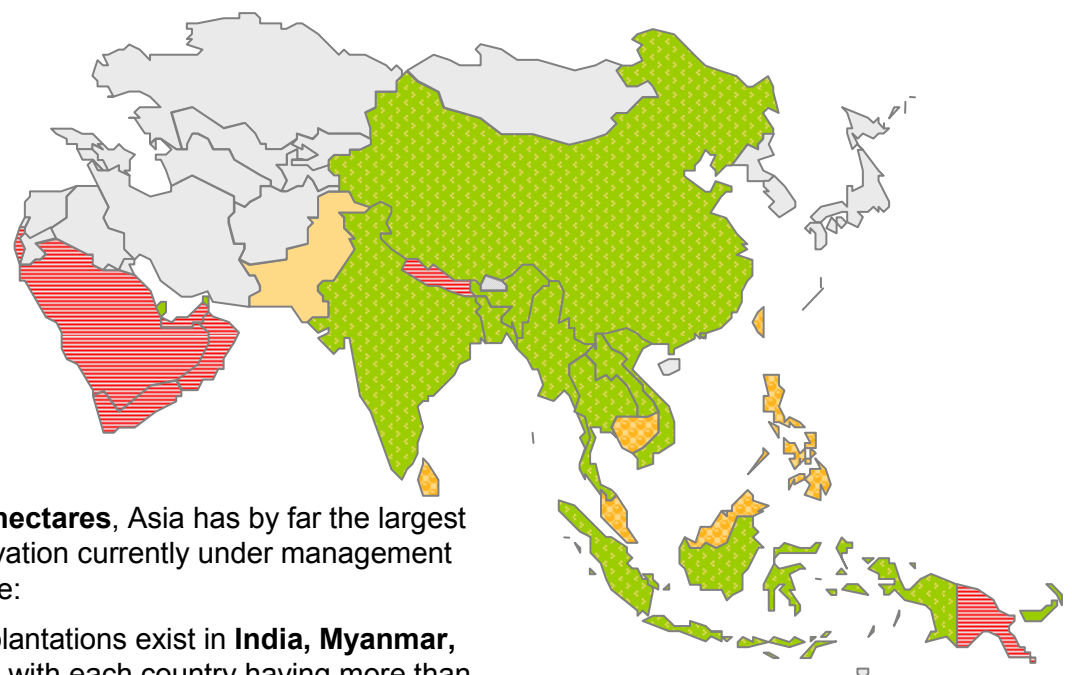 hectares, Asia has by far the largest
vation currently under management
e:
plantations exist in India, Myanmar,
with each country having more than